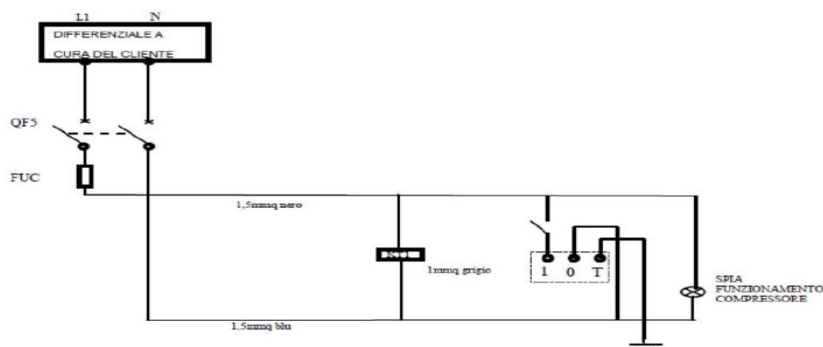 L1 N
DIFFERENZIALE A
CURA DEL CLIENTE
QF5
FUC
1,5mmq nero
1mmq grigio
1 0 T
SPIA
FUNZIONAMENTO
COMPRESSORE
1,5mmq blu